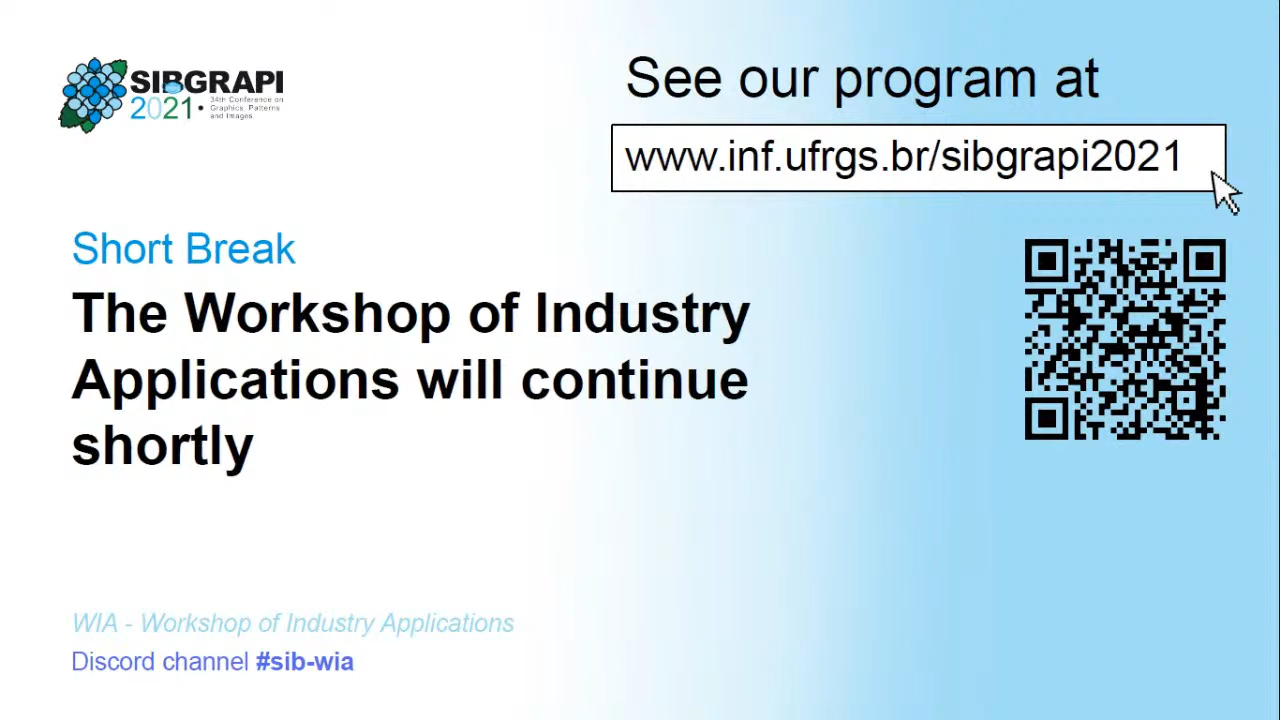 SIBGRAPI
2021
34th Conference on
Graphics, Patterns
and Images
See our program at
www.inf.ufrgs.br/sibgrapi2021
Short Break
The Workshop of Industry
Applications will continue
shortly
WIA - Workshop of Industry Applications
Discord channel #sib-wia